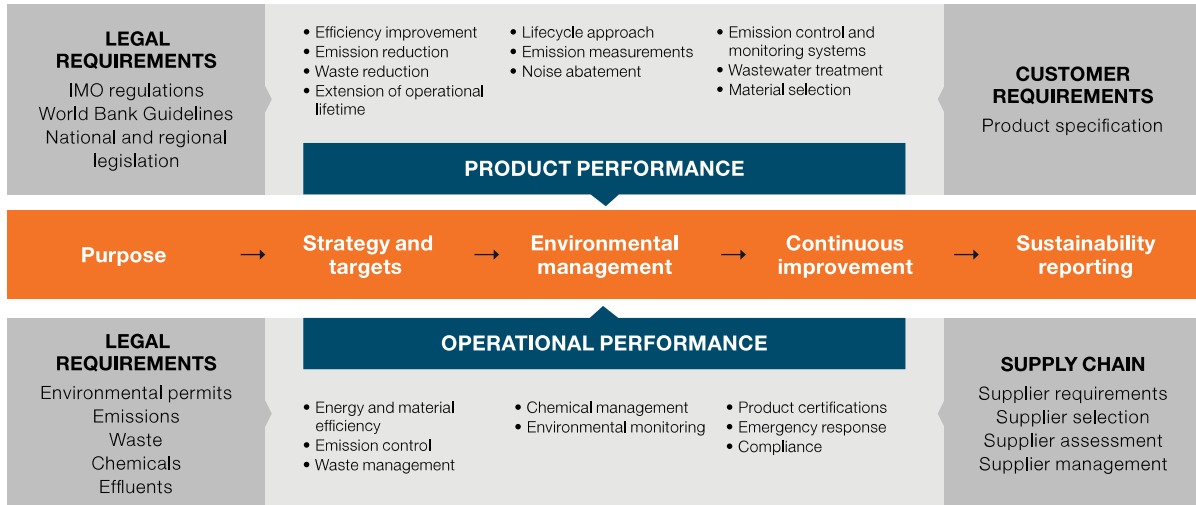 LEGAL
REQUIREMENTS
IMO regulations
World Bank Guidelines
National and regional
legislation
• Efficiency improvement
• Emission reduction
• Waste reduction
• Extension of operational
lifetime
• Lifecycle approach
• Emission measurements
• Noise abatement
• Emission control and
monitoring systems
• Wastewater treatment
• Material selection
CUSTOMER
REQUIREMENTS
Product specification
PRODUCT PERFORMANCE
Purpose
→
Strategy and
targets
→
Environmental
management
→
Continuous
improvement
→
Sustainability
reporting
LEGAL
REQUIREMENTS
Environmental permits
Emissions
Waste
Chemicals
Effluents
OPERATIONAL PERFORMANCE
• Energy and material
efficiency
• Emission control
• Waste management
• Chemical management
• Environmental monitoring
• Product certifications
• Emergency response
• Compliance
SUPPLY CHAIN
Supplier requirements
Supplier selection
Supplier assessment
Supplier management